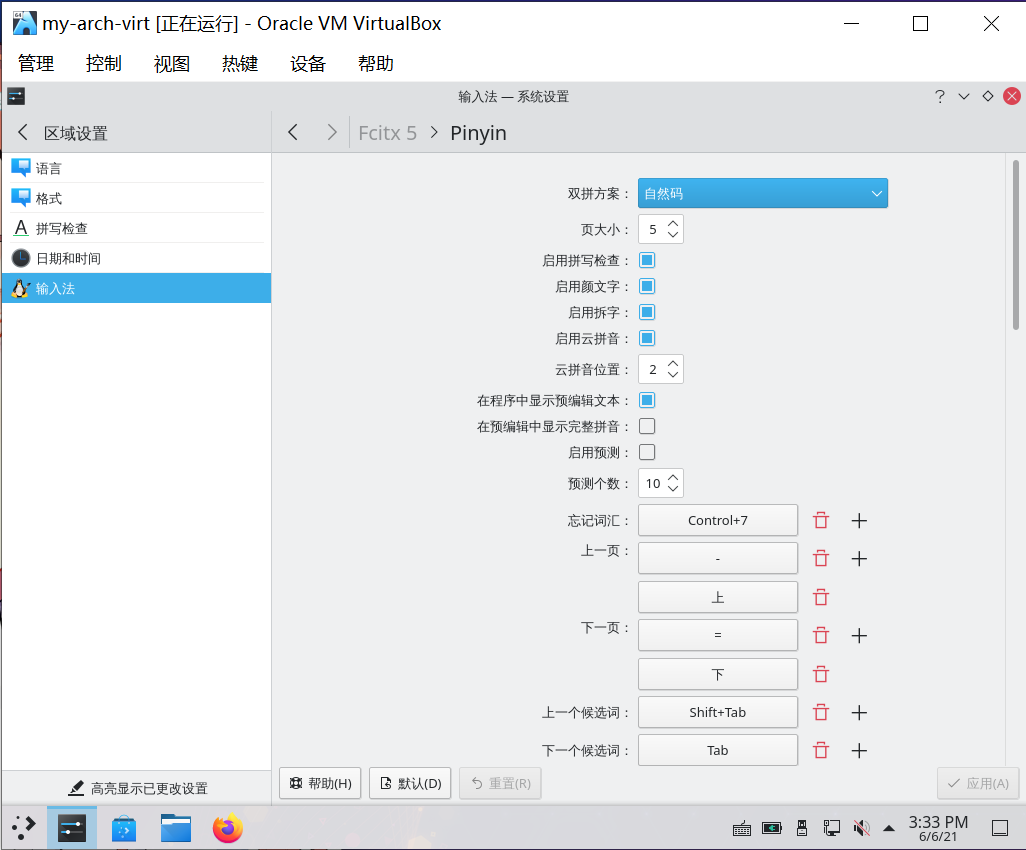 my-arch-virt [正在运行] - Oracle VM VirtualBox
管理 控制 视图 热键 设备 帮助
输入法 — 系统设置
区域设置
Fcitx 5 > Pinyin
语言
格式
拼写检查
日期和时间
输入法
双拼方案： 自然码
页大小： 5
启用拼写检查：
启用颜文字：
启用拆字：
启用云拼音：
云拼音位置： 2
在程序中显示预编辑文本：
在预编辑中显示完整拼音：
启用预测：
预测个数： 10
忘记词汇： Control+7
上一页： -
上
下一页： =
下
上一个候选词： Shift+Tab
下一个候选词： Tab
高亮显示已更改设置
帮助(H) 默认(D) 重置(R) 应用(A)
3:33 PM
6/6/21